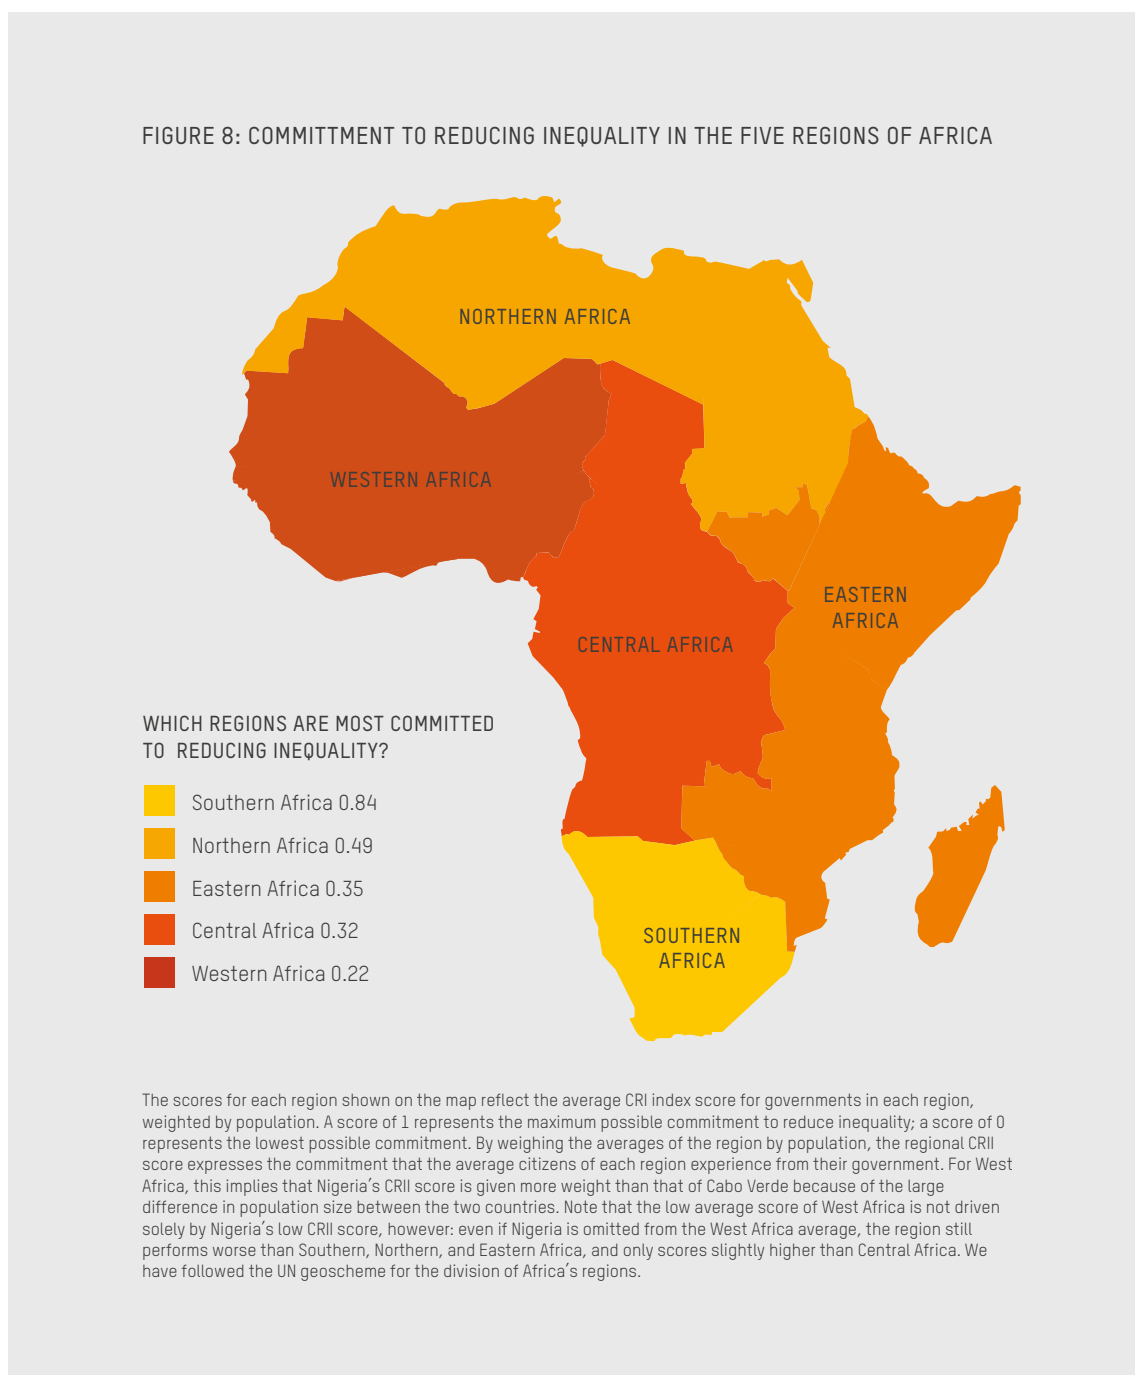 FIGURE 8: COMMITTMENT TO REDUCING INEQUALITY IN THE FIVE REGIONS OF AFRICA
NORTHERN AFRICA
WESTERN AFRICA
EASTERN
AFRICA
CENTRAL AFRICA
SOUTHERN
AFRICA
WHICH REGIONS ARE MOST COMMITTED
TO REDUCING INEQUALITY?
Southern Africa 0.84
Northern Africa 0.49
Eastern Africa 0.35
Central Africa 0.32
Western Africa 0.22
The scores for each region shown on the map reflect the average CRI index score for governments in each region,
weighted by population. A score of 1 represents the maximum possible commitment to reduce inequality; a score of 0
represents the lowest possible commitment. By weighing the averages of the region by population, the regional CRII
score expresses the commitment that the average citizens of each region experience from their government. For West
Africa, this implies that Nigeria's CRII score is given more weight than that of Cabo Verde because of the large
difference in population size between the two countries. Note that the low average score of West Africa is not driven
solely by Nigeria's low CRII score, however: even if Nigeria is omitted from the West Africa average, the region still
performs worse than Southern, Northern, and Eastern Africa, and only scores slightly higher than Central Africa. We
have followed the UN geoscheme for the division of Africa's regions.